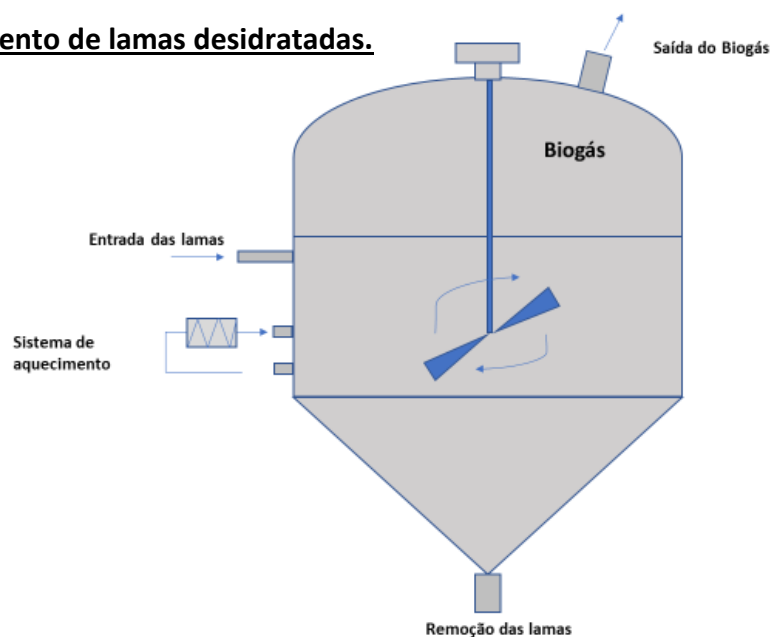 ento de lamas desidratadas.
Saída do Biogás
Biogás
Entrada das lamas
Sistema de
aquecimento
Remoção das lamas